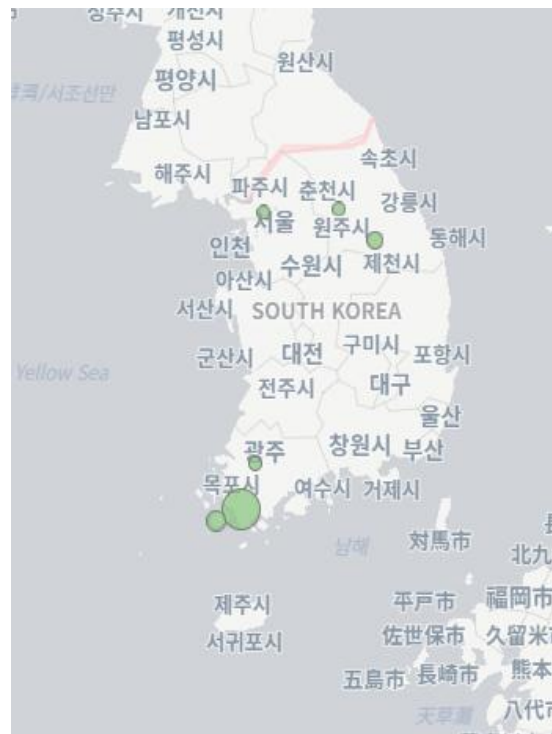 평성시
원산시
평양시
남포시
해주시
속초시
파주시
춘천시
강릉시
서울
원주시
동해시
인천
수원시
제천시
아산시
서산시
SOUTH KOREA
군산시
대전
구미시
포항시
Yellow Sea
전주시
대구
울산
광주
창원시
부산
목포시
여수시
거제시
남해
対馬市
北九
제주시
平戸市
福岡市
서귀포시
佐世保市
久留米市
五島市
長崎市
熊本
天草灘
八代市